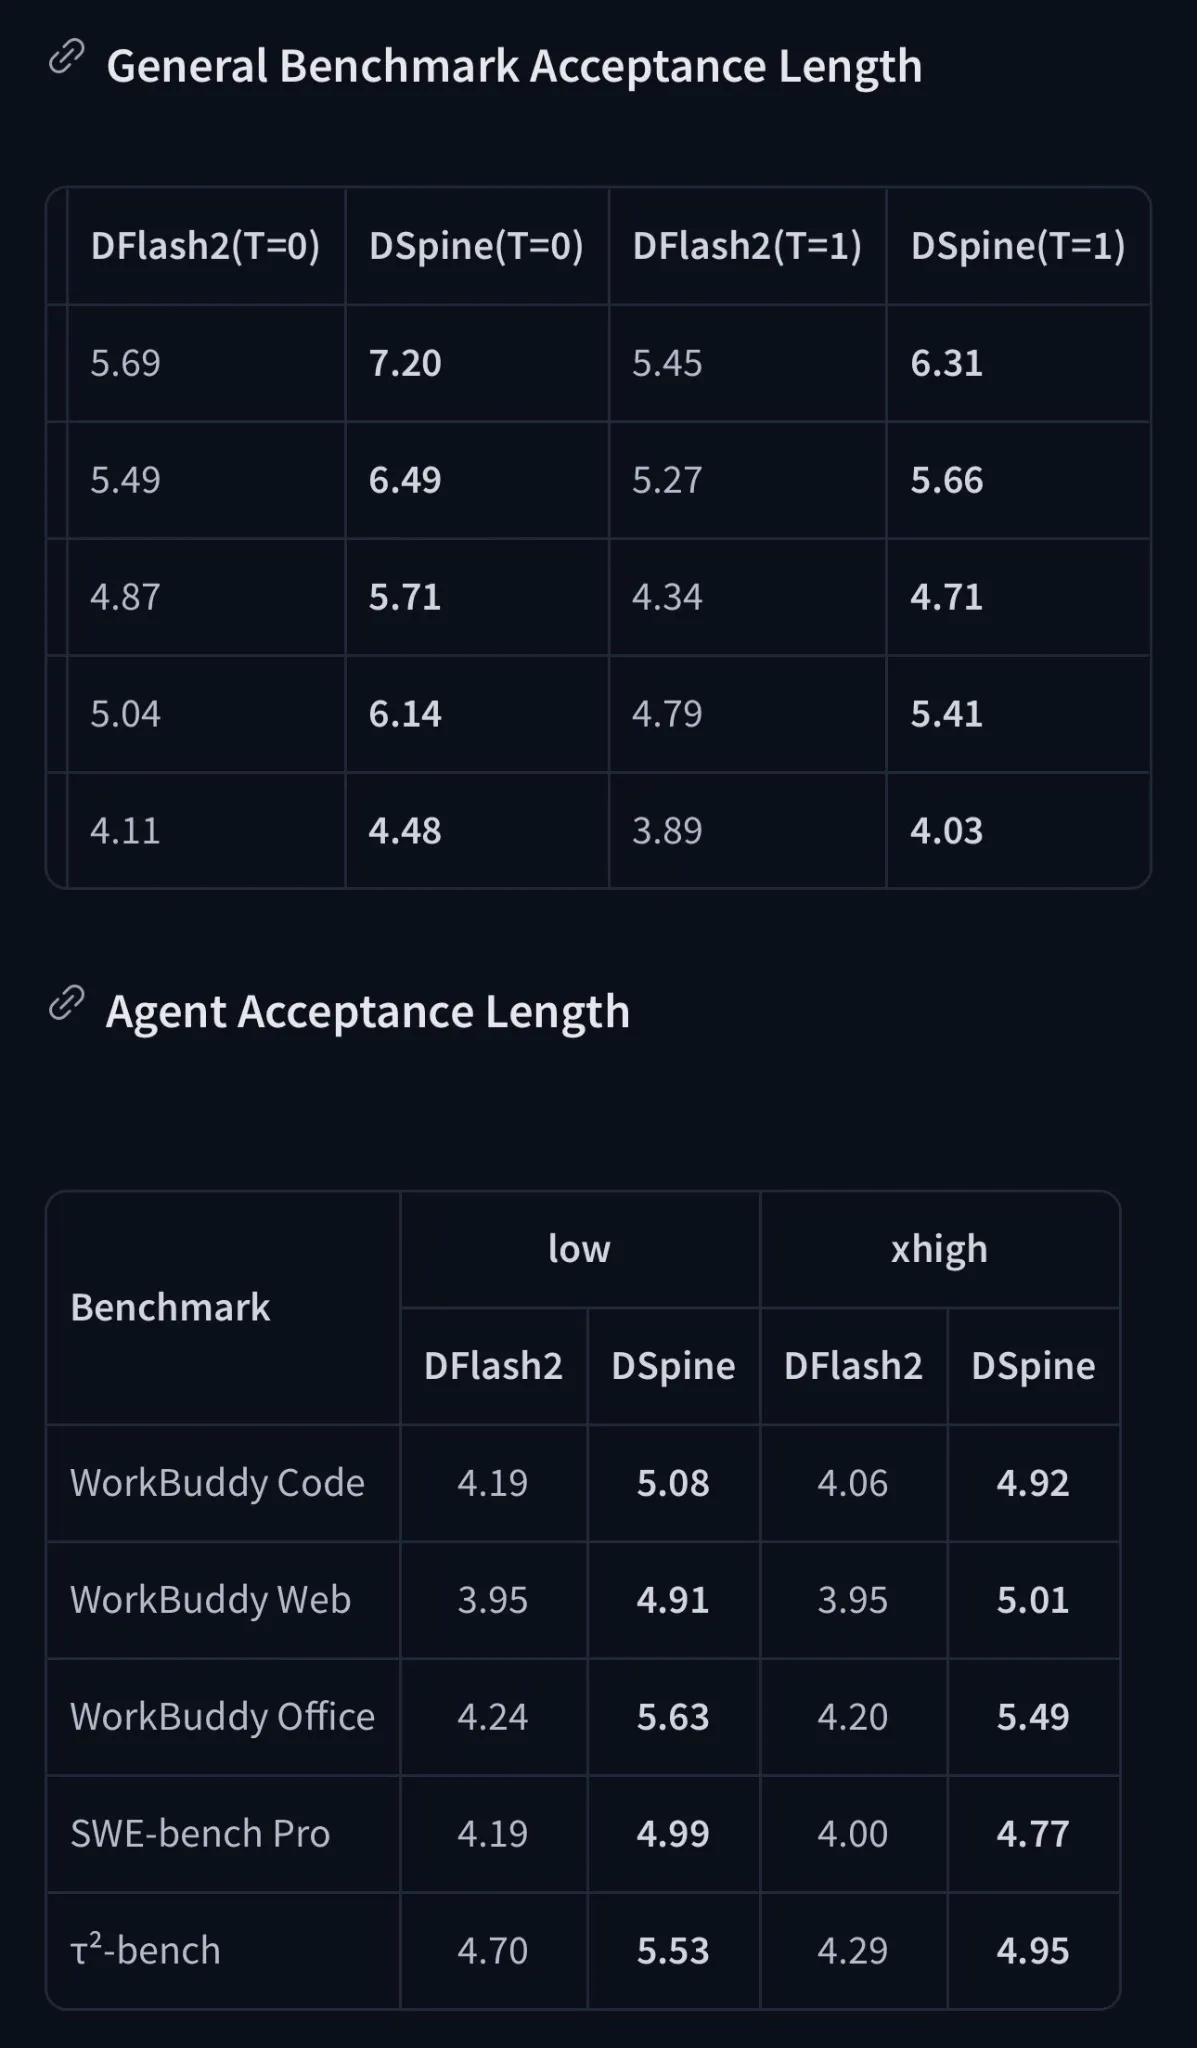 General Benchmark Acceptance Length
DFlash2(T=0) DSpine(T=0) DFlash2(T=1) DSpine(T=1)
5.69 7.20 5.45 6.31
5.49 6.49 5.27 5.66
4.87 5.71 4.34 4.71
5.04 6.14 4.79 5.41
4.11 4.48 3.89 4.03
Agent Acceptance Length
Benchmark low xhigh
DFlash2 DSpine DFlash2 DSpine
WorkBuddy Code 4.19 5.08 4.06 4.92
WorkBuddy Web 3.95 4.91 3.95 5.01
WorkBuddy Office 4.24 5.63 4.20 5.49
SWE-bench Pro 4.19 4.99 4.00 4.77
τ²-bench 4.70 5.53 4.29 4.95